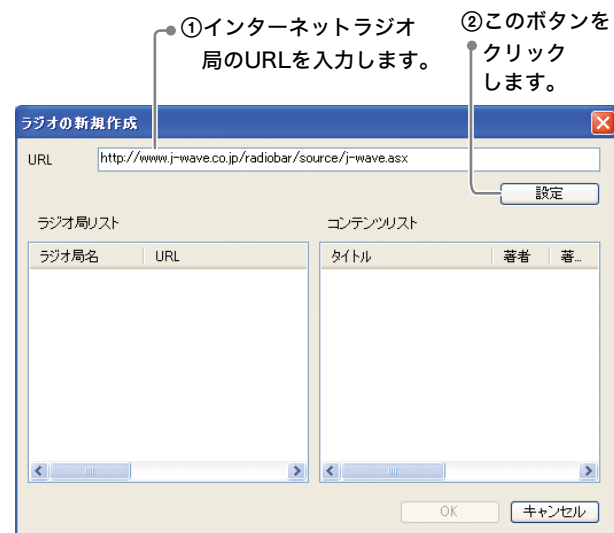 ①インターネットラジオ
局のURLを入力します。
②このボタンを
クリック
します。
ラジオの新規作成
URL http://www.j-wave.co.jp/radiobar/source/j-wave.asx
設定
ラジオ局リスト コンテンツリスト
ラジオ局名 URL タイトル 著者 著...
OK キャンセル